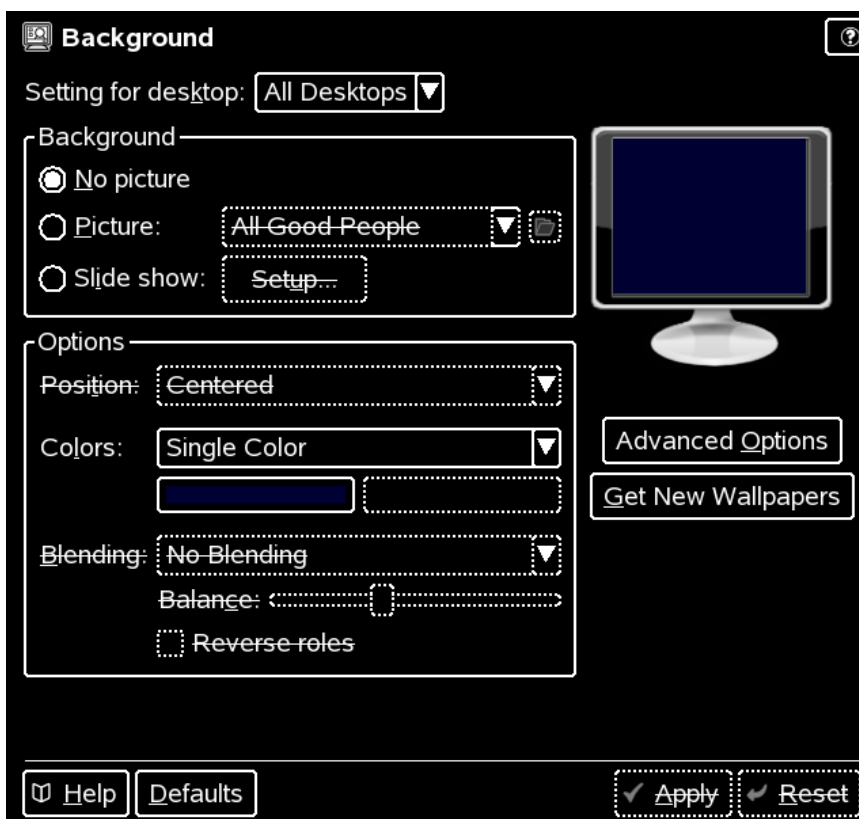 Background
Setting for desktop: All Desktops
Background
No picture
Picture: All Good People
Slide show: Setup...
Options
Position: Centered
Colors: Single Color
Blending: No Blending
Balance:
Reverse roles
Advanced Options
Get New Wallpapers
Help Defaults Apply Reset